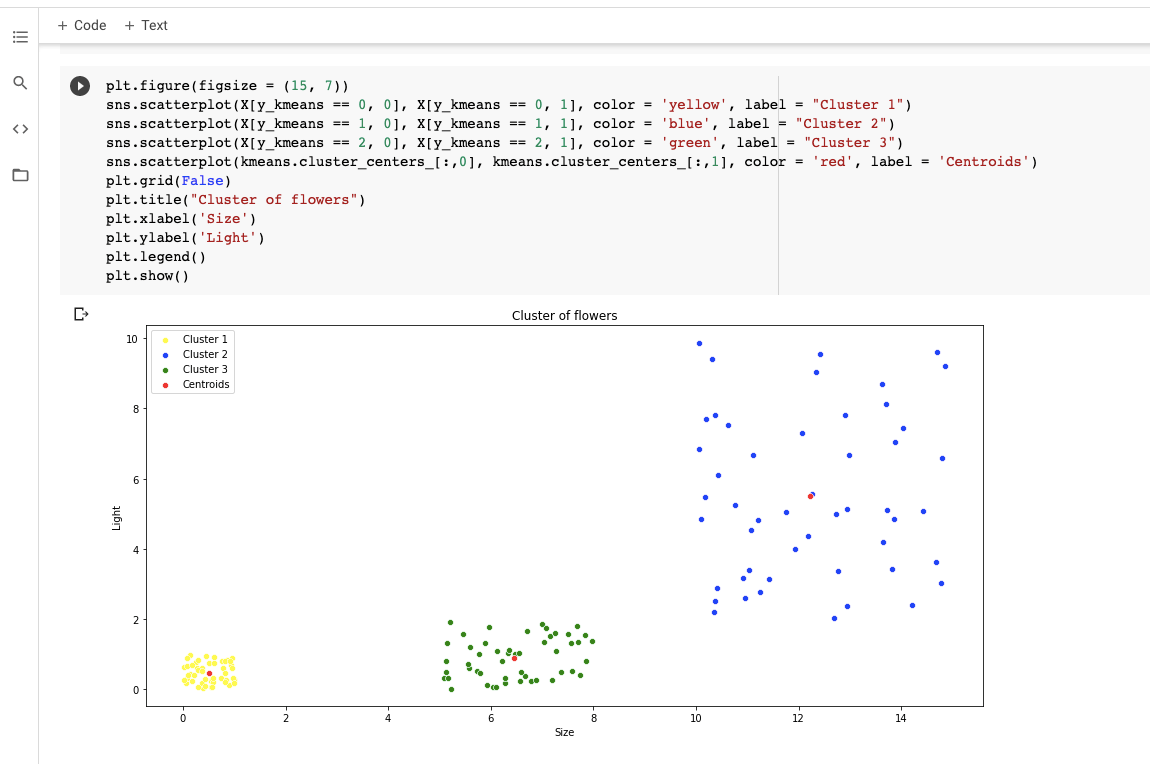 + Code + Text
plt.figure(figsize = (15, 7))
sns.scatterplot(X[y_kmeans == 0, 0], X[y_kmeans == 0, 1], color = 'yellow', label = "Cluster 1")
sns.scatterplot(X[y_kmeans == 1, 0], X[y_kmeans == 1, 1], color = 'blue', label = "Cluster 2")
sns.scatterplot(X[y_kmeans == 2, 0], X[y_kmeans == 2, 1], color = 'green', label = "Cluster 3")
sns.scatterplot(kmeans.cluster_centers_[:,0], kmeans.cluster_centers_[:,1], color = 'red', label = 'Centroids')
plt.grid(False)
plt.title("Cluster of flowers")
plt.xlabel('Size')
plt.ylabel('Light')
plt.legend()
plt.show()
Cluster of flowers
Cluster 1
Cluster 2
Cluster 3
Centroids
10
8
6
4
2
0
Light
0 2 4 6 8 10 12 14
Size